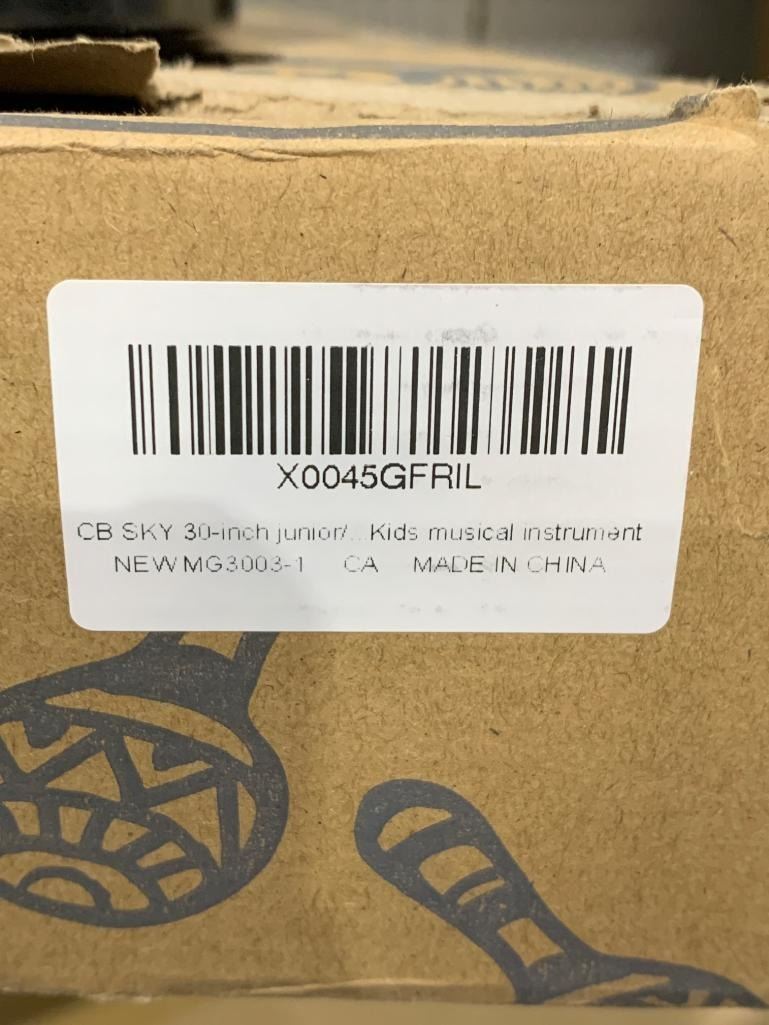 X0045GFRIL
CB SKY 30-inch junior/...Kids musical instrument
NEW MG3003-1 CA MADE IN CHINA